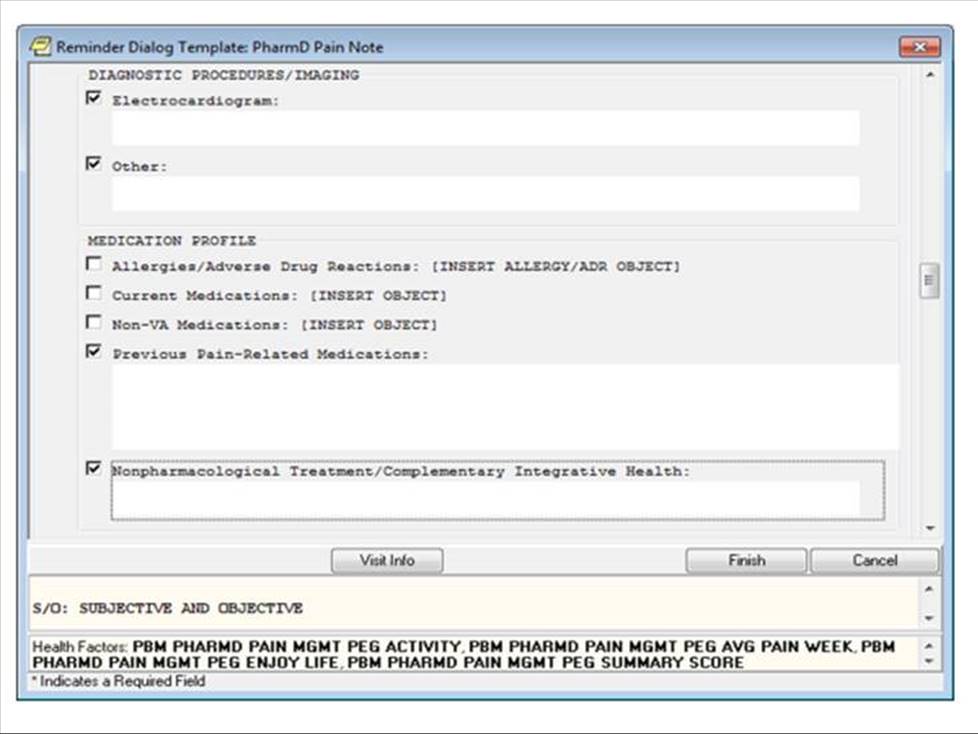 Reminder Dialog Template: PharmD Pain Note
DIAGNOSTIC PROCEDURES/IMAGING
Electrocardiogram:
Other:
MEDICATION PROFILE
Allergies/Adverse Drug Reactions: [INSERT ALLERGY/ADR OBJECT]
Current Medications: [INSERT OBJECT]
Non-VA Medications: [INSERT OBJECT]
Previous Pain-Related Medications:
Nonpharmacological Treatment/Complementary Integrative Health:
Visit Info Finish Cancel
S/O: SUBJECTIVE AND OBJECTIVE
Health Factors: PBM PHARMD PAIN MGMT PEG ACTIVITY, PBM PHARMD PAIN MGMT PEG AVG PAIN WEEK, PBM
PHARMD PAIN MGMT PEG ENJOY LIFE, PBM PHARMD PAIN MGMT PEG SUMMARY SCORE
* Indicates a Required Field